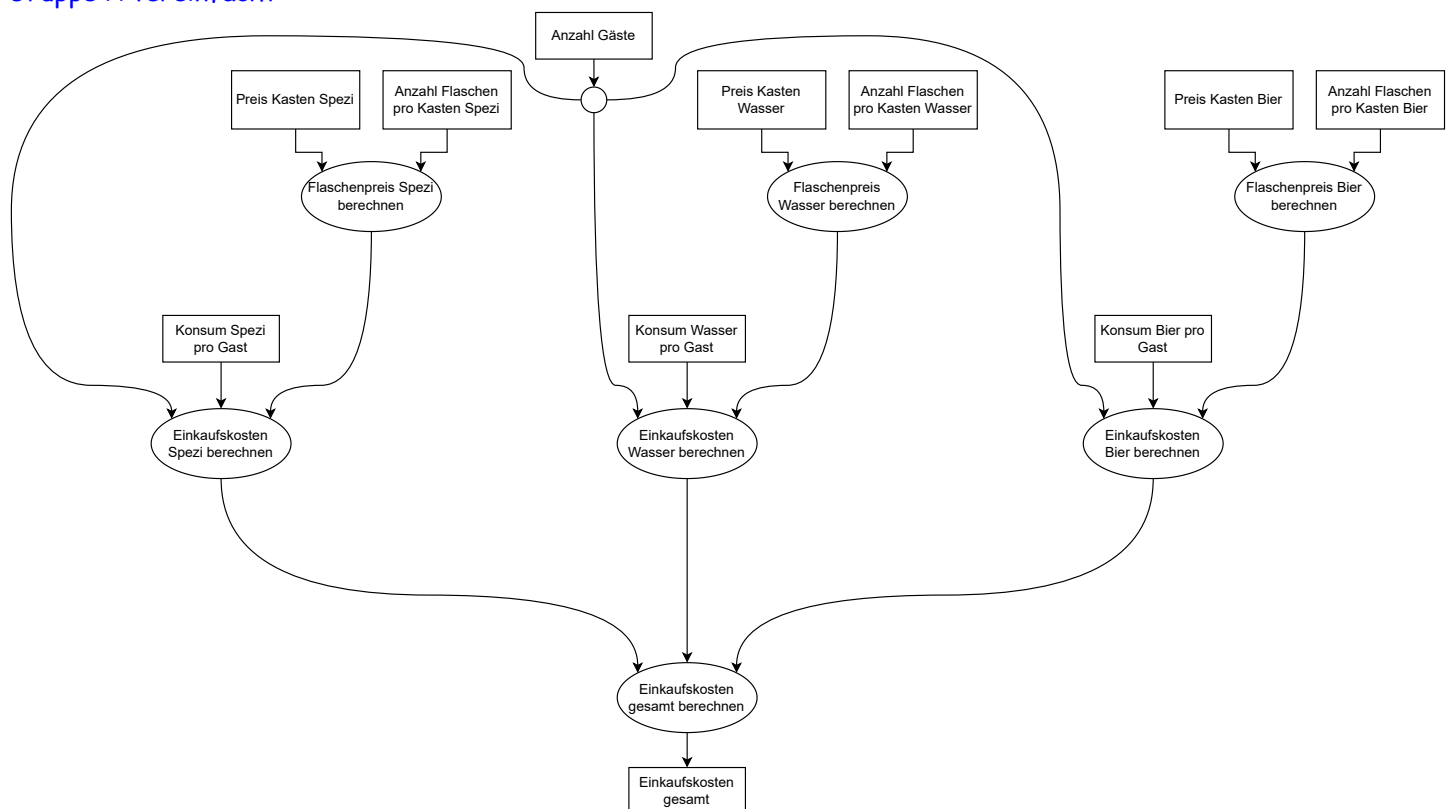 Anzahl Gäste
Preis Kasten Spezi
Anzahl Flaschen
pro Kasten Spezi
Preis Kasten
Wasser
Anzahl Flaschen
pro Kasten Wasser
Preis Kasten Bier
Anzahl Flaschen
pro Kasten Bier
Flaschenpreis Spezi
berechnen
Flaschenpreis
Wasser berechnen
Flaschenpreis Bier
berechnen
Konsum Spezi
pro Gast
Konsum Wasser
pro Gast
Konsum Bier pro
Gast
Einkaufskosten
Spezi berechnen
Einkaufskosten
Wasser berechnen
Einkaufskosten
Bier berechnen
Einkaufskosten
gesamt berechnen
Einkaufskosten
gesamt